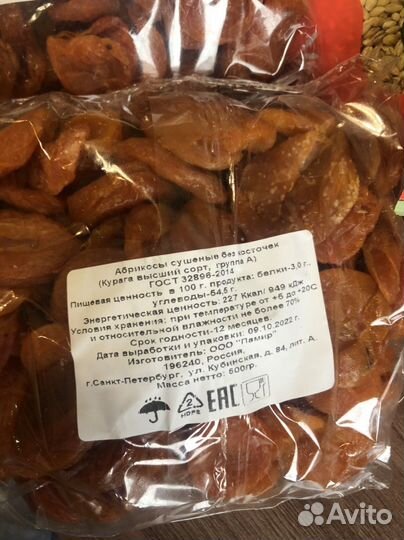 Абрикосы сушеные без косточек
(Курага высший сорт, группа А)
ГОСТ 32896-2014
Пищевая ценность в 100 г. продукта: белки-3,0 г.,
углеводы-54,5 г.
Энергетическая ценность: 227 Ккал/ 949 кДж
Условия хранения: при температуре от +5 до +20С
и относительной влажности не более 70%
Срок годности-12 месяцев.
Дата выработки и упаковки: 09.10.2022 г.
Изготовитель: ООО "Памир"
196240, Россия,
г.Санкт-Петербург, ул. Кубинская, д. 84, лит. А.
Масса нетто: 500гр.
2
HDPE
EAC
Avito